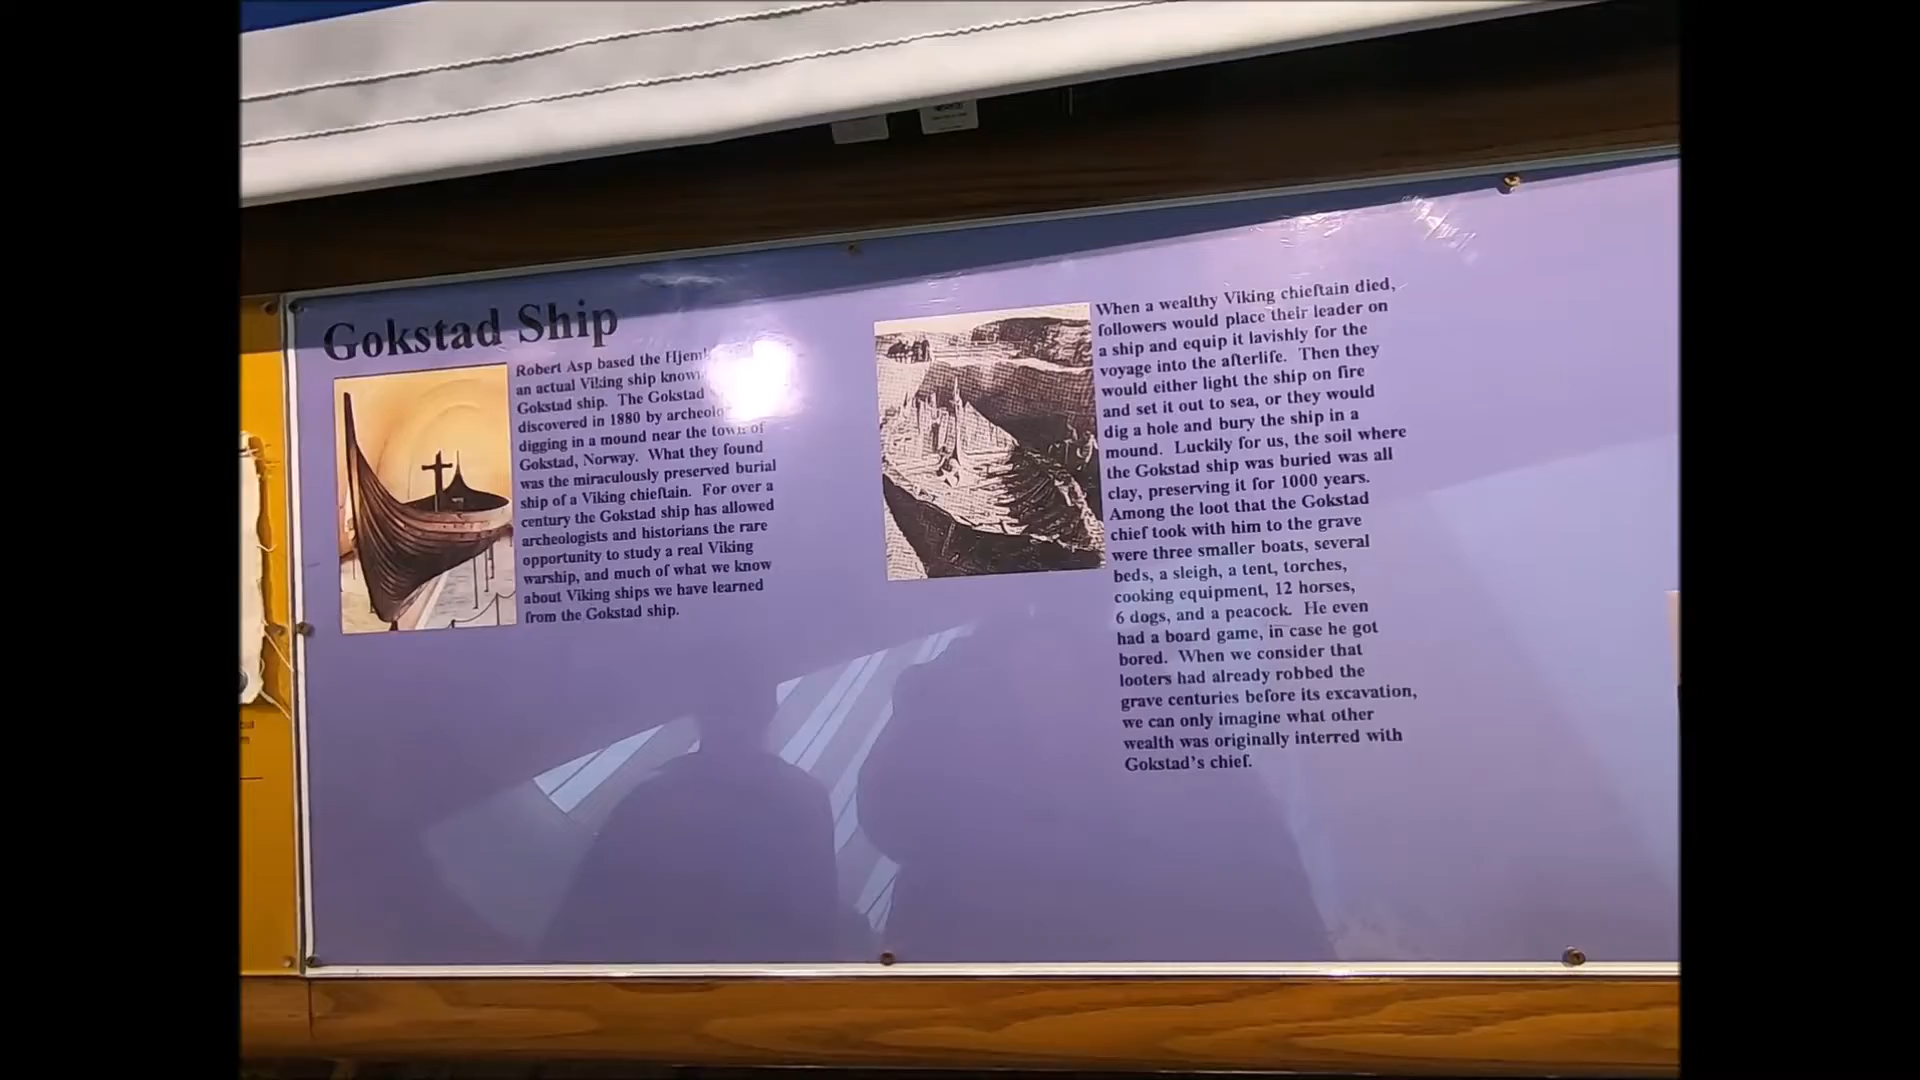 Gokstad Ship
Robert Asp based the
an actual Viking ship
Gokstad ship. The Gokstad
discovered in 1880 by
digging in a mound near the town of
Gokstad, Norway. What they found
was the miraculously preserved burial
ship of a Viking chieftain. For over a
century the Gokstad ship has allowed
archeologists and historians the rare
opportunity to study a real Viking
warship, and much of what we know
about Viking ships we have learned
from the Gokstad ship.
When a wealthy Viking chieftain died,
followers would place their leader on
a ship and equip it lavishly for the
voyage into the afterlife. Then they
would either light the ship on fire
and set it out to sea, or they would
dig a hole and bury the ship in a
mound. Luckily for us, the soil where
the Gokstad ship was buried was all
clay, preserving it for 1000 years.
Among the loot that the Gokstad
chief took with him to the grave
were three smaller boats, several
beds, a sleigh, a tent, torches,
cooking equipment, 12 horses,
6 dogs, and a peacock. He even
had a board game, in case he got
bored. When we consider that
looters had already robbed the
grave centuries before its excavation,
we can only imagine what other
wealth was originally interred with
Gokstad's chief.